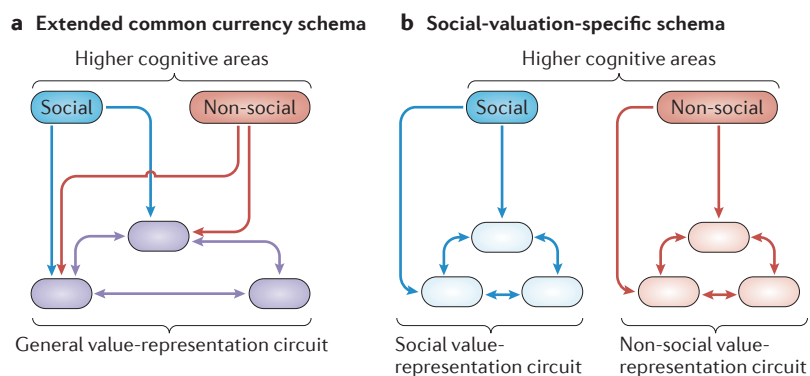 a Extended common currency schema
Higher cognitive areas
Social
Non-social
General value-representation circuit
b Social-valuation-specific schema
Higher cognitive areas
Social
Non-social
Social value-
representation circuit
Non-social value-
representation circuit